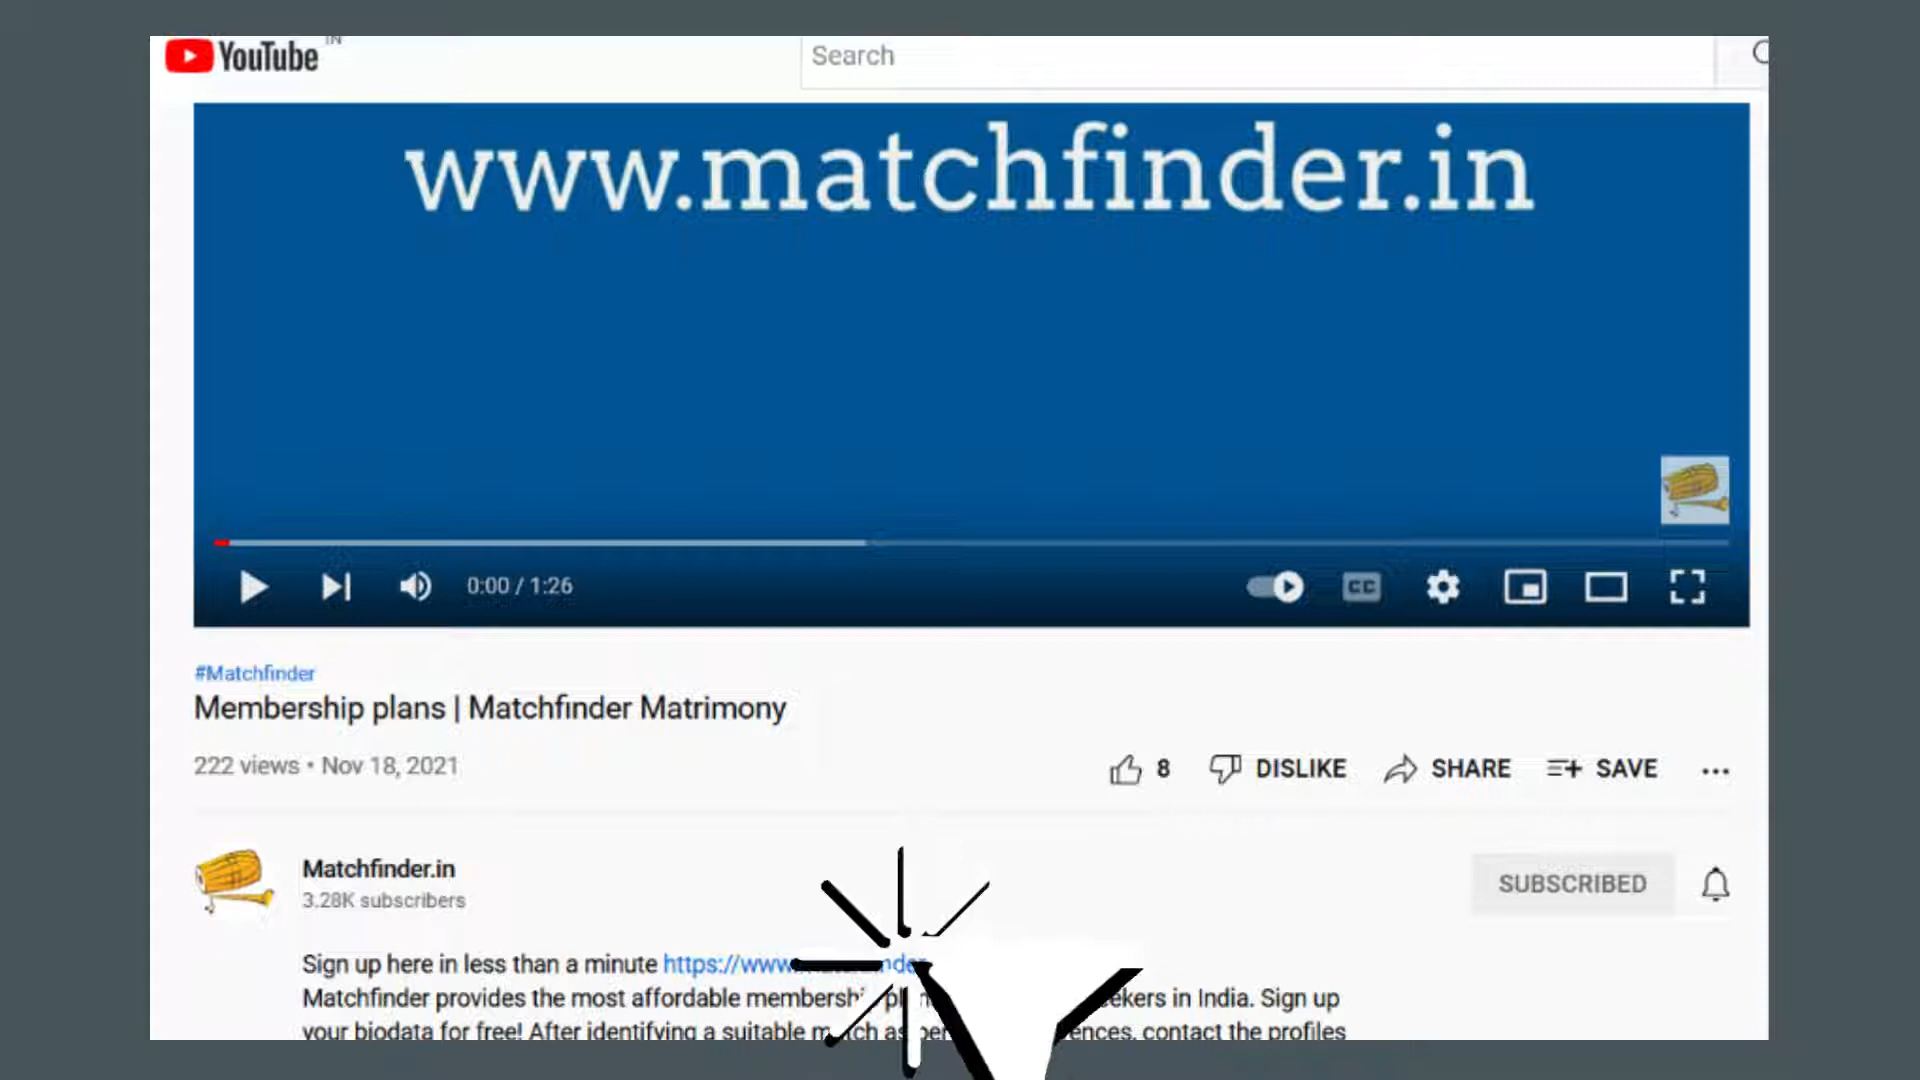 YouTube IN
Search
www.matchfinder.in
0:00 / 1:26
CC
#Matchfinder
Membership plans | Matchfinder Matrimony
222 views • Nov 18, 2021
8 DISLIKE SHARE SAVE
Matchfinder.in
3.28K subscribers
SUBSCRIBED
Sign up here in less than a minute https://www.
Matchfinder provides the most affordable in India. Sign up
your biodata for free! After identifying a suitable contact the profiles